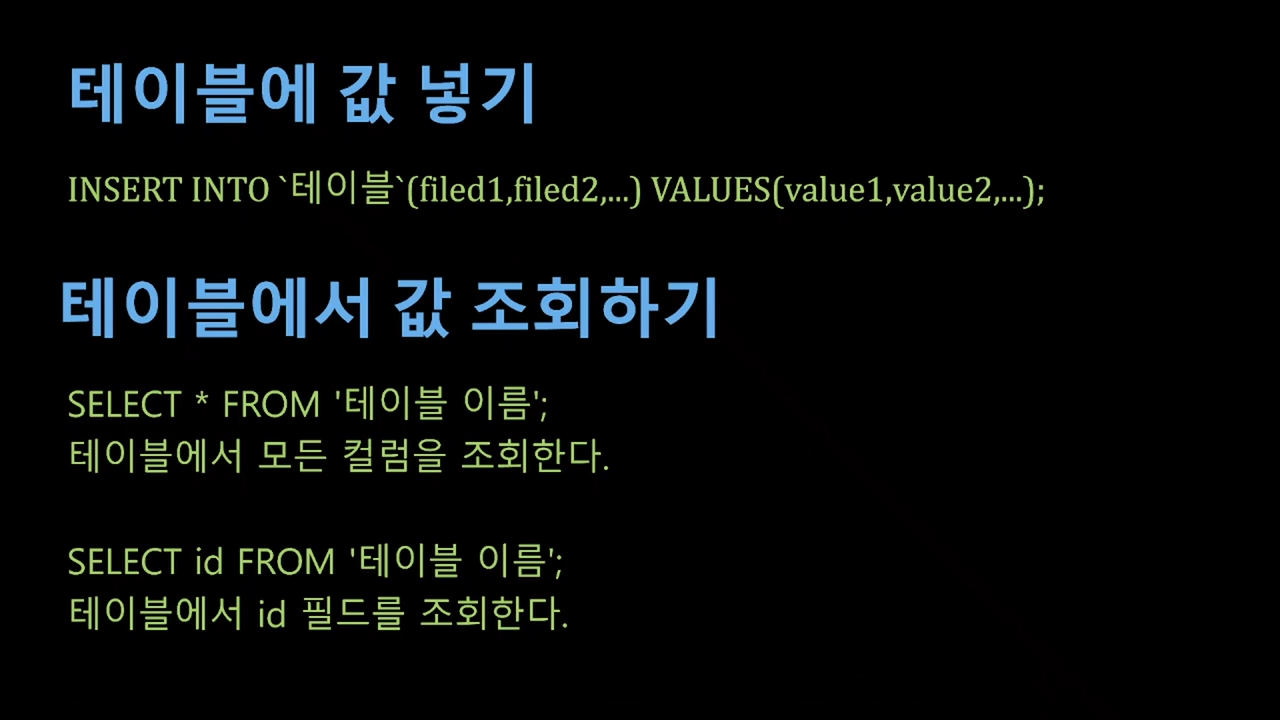 테이블에 값 넣기
INSERT INTO `테이블`(filed1,filed2,...) VALUES(value1,value2,...);
테이블에서 값 조회하기
SELECT * FROM '테이블 이름';
테이블에서 모든 컬럼을 조회한다.
SELECT id FROM '테이블 이름';
테이블에서 id 필드를 조회한다.